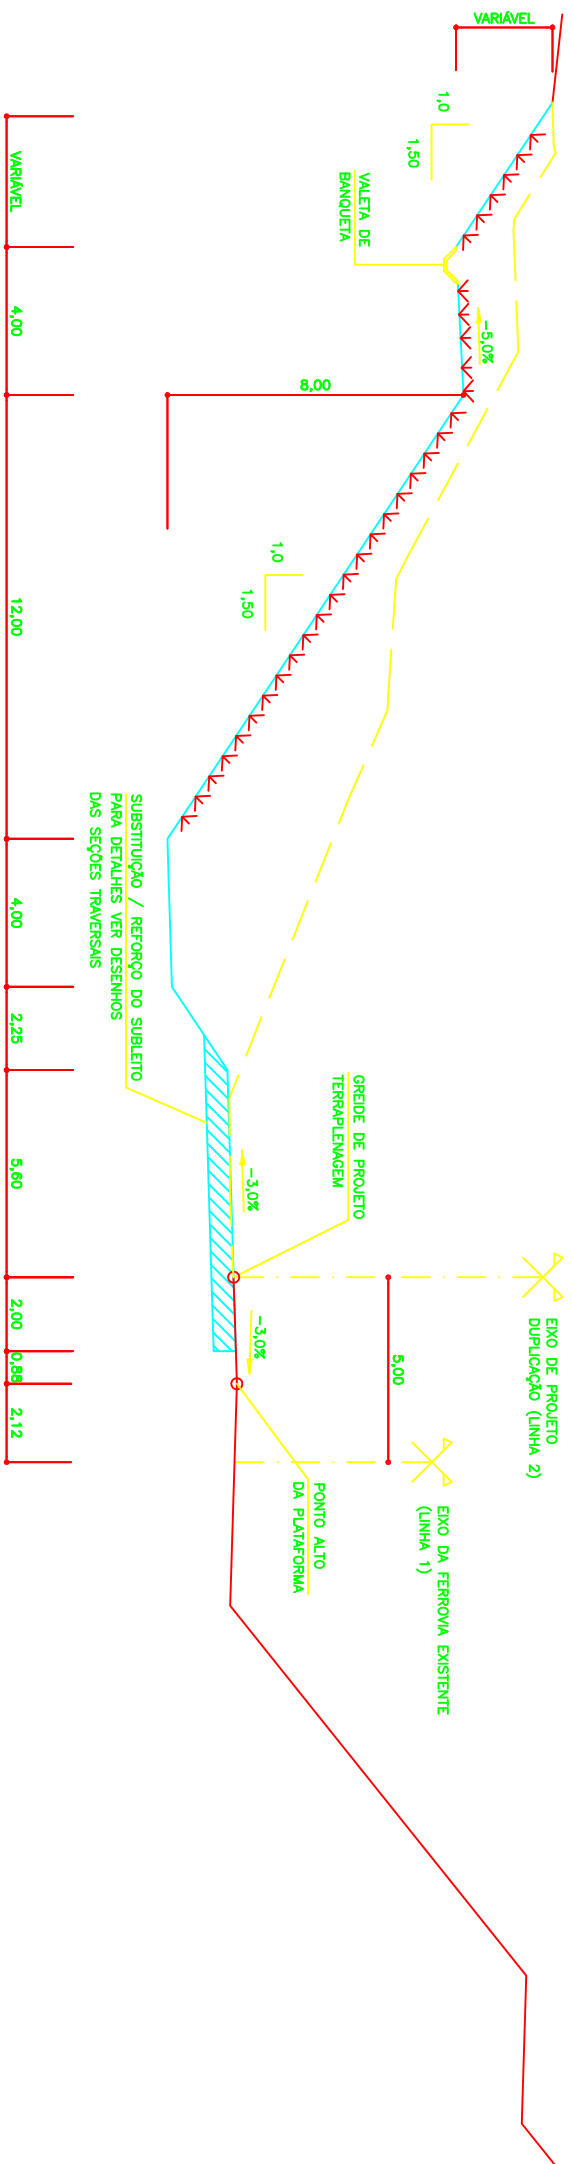 VARIÁVEL
1,0
1,50
VALETA DE
BANQUETA
-5,0%
8,00
1,0
1,50
SUBSTITUIÇÃO / REFORÇO DO SUBLEITO
PARA DETALHES VER DESENHOS
DAS SEÇÕES TRAVERSAIS
GREIDE DE PROJETO
TERRAPLENAGEM
-3,0%
-3,0%
EIXO DE PROJETO
DUPLICAÇÃO (LINHA 2)
5,00
EIXO DA FERROVIA EXISTENTE
(LINHA 1)
PONTO ALTO
DA PLATAFORMA
VARIÁVEL
4,00
12,00
4,00
2,25
5,60
2,00
0,88
2,12